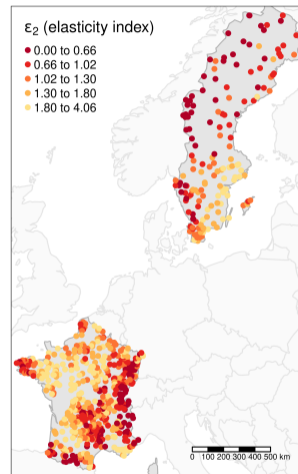 ε₂ (elasticity index)
0.00 to 0.66
0.66 to 1.02
1.02 to 1.30
1.30 to 1.80
1.80 to 4.06
0 100 200 300 400 500 km